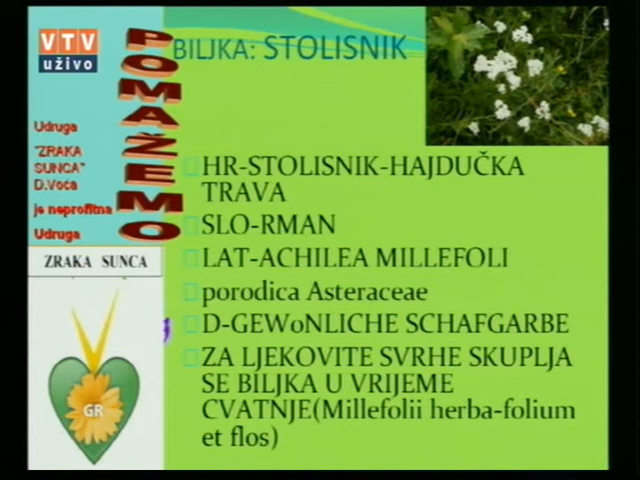 VTV
uživo
POMAŽEMO
Udruga
"ZRAKA
SUNCA"
D.Voća
je neprofitna
Udruga
ZRAKA SUNCA
GR
BILJKA: STOLISNIK
HR-STOLISNIK-HAJDUČKA
TRAVA
SLO-RMAN
LAT-ACHILEA MILLEFOLI
porodica Asteraceae
D-GEWoNLICHE SCHAFGARBE
ZA LJEKOVITE SVRHE SKUPLJA
SE BILJKA U VRIJEME
CVATNJE(Millefolii herba-folium
et flos)